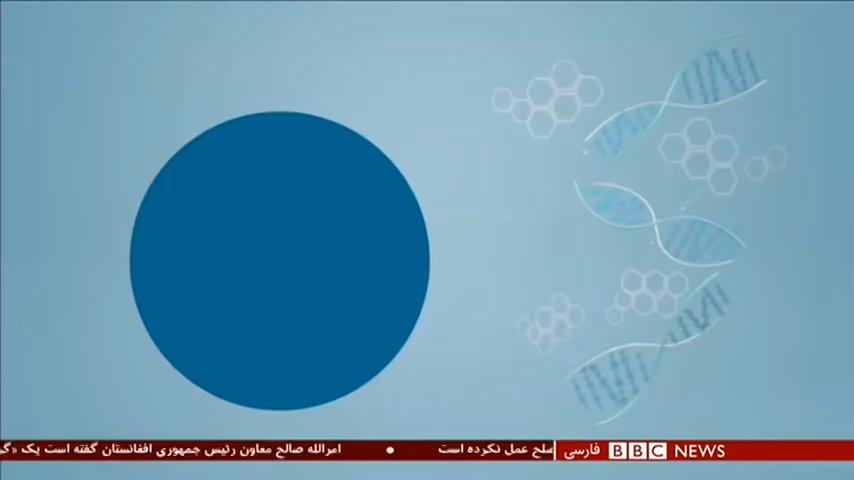 BBC NEWS فارسی
صلح عمل نکرده است • امرالله صالح معاون رئیس جمهوری افغانستان گفته است یک